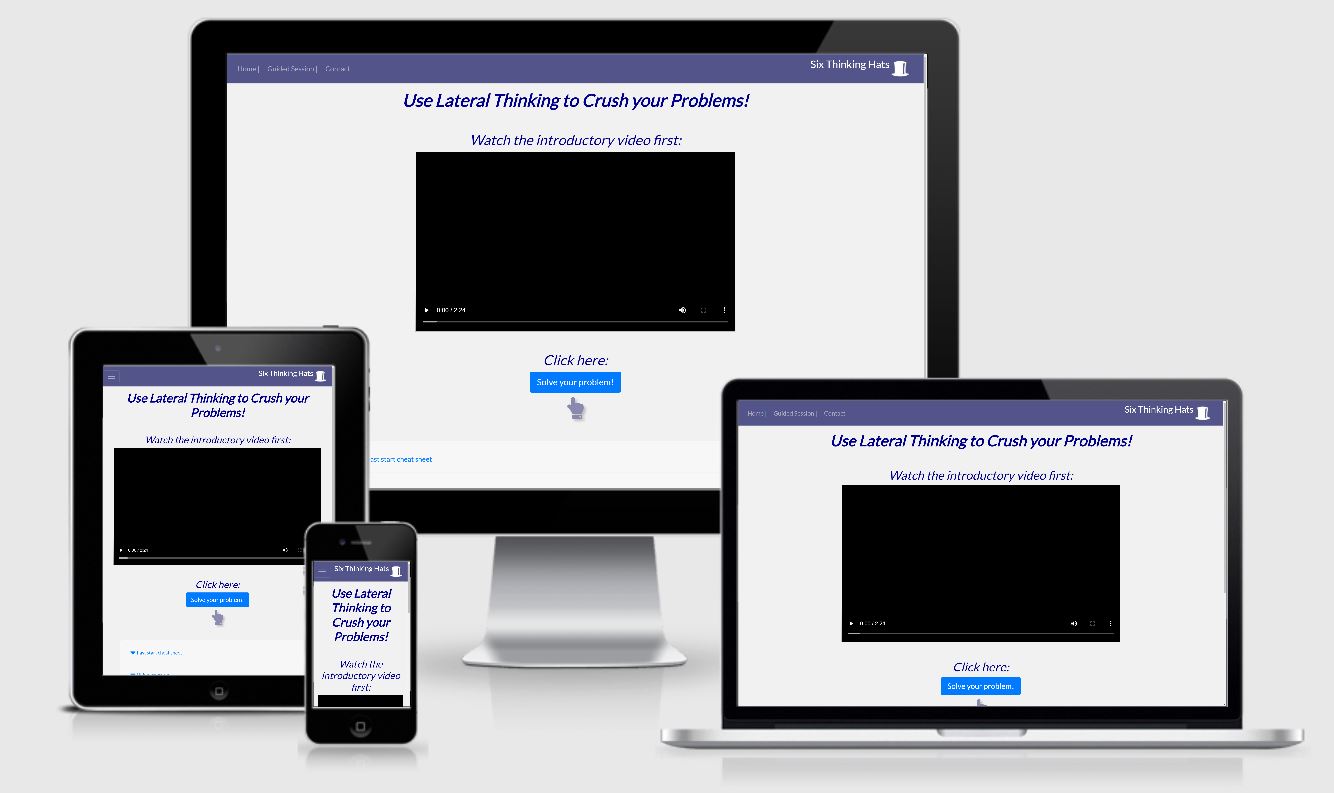 Home | Guided Session | Contact
Six Thinking Hats
Use Lateral Thinking to Crush your Problems!
Watch the introductory video first:
0:00 / 2:24
Click here:
Solve your problem!
ast start cheat sheet
Six Thinking Hats
Use Lateral Thinking to Crush your
Problems!
Watch the introductory video first:
0:00 / 2:24
Click here:
Solve your problem.
Fast start cheat sheet
Six Thinking Hats
Use Lateral
Thinking to
Crush your
Problems!
Watch the
introductory video
first:
Home | Guided Session | Contact
Six Thinking Hats
Use Lateral Thinking to Crush your Problems!
Watch the introductory video first:
0:00 / 2:24
Click here:
Solve your problem.